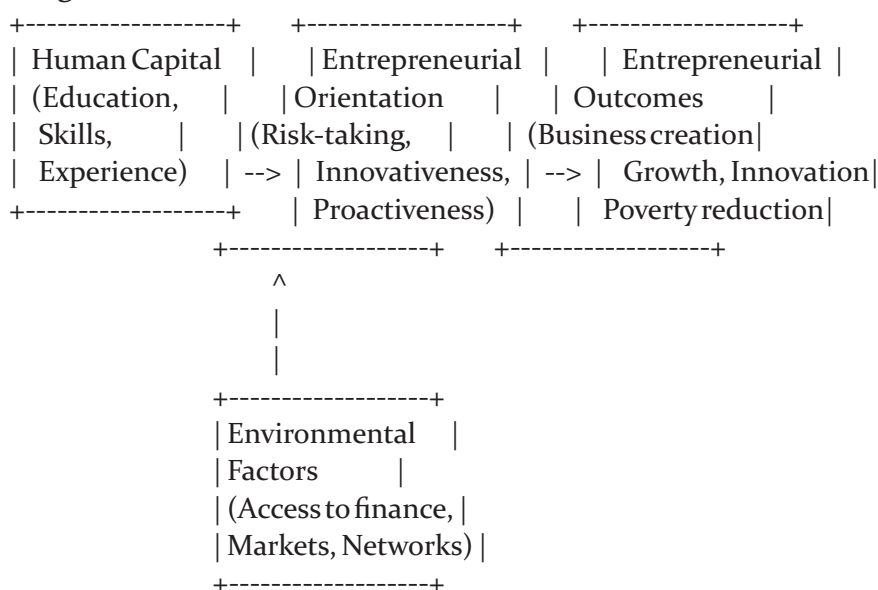 +-------------------+ +-------------------+ +-------------------+
| Human Capital | | Entrepreneurial | | Entrepreneurial |
| (Education, | | Orientation | | Outcomes |
| Skills, | | (Risk-taking, | | (Business creation|
| Experience) | --> | Innovativeness, | --> | Growth, Innovation|
+-------------------+ | Proactiveness) | | Poverty reduction|
+-------------------+ +-------------------+
^
|
|
+-------------------+
| Environmental |
| Factors |
| (Access to finance, |
| Markets, Networks) |
+-------------------+